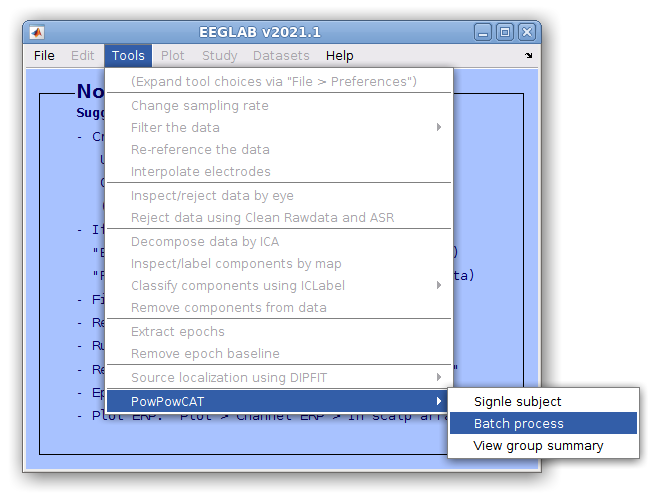 EEGLAB v2021.1
File Edit Tools Plot Study Datasets Help
No
(Expand tool choices via "File > Preferences")
Sugg
Change sampling rate
- Cr
Filter the data
Re-reference the data
Interpolate electrodes
Inspect/reject data by eye
Reject data using Clean Rawdata and ASR
- If
Decompose data by ICA
"E )
Inspect/label components by map
"F ta)
Classify components using ICLabel
- Fi
Remove components from data
- Re
Extract epochs
- Ru
Remove epoch baseline
- Re "
Source localization using DIPFIT
- Ep
PowPowCAT
Signle subject
- Plot ERP: "Plot > Channel ERP > In scalp arra
Batch process
View group summary